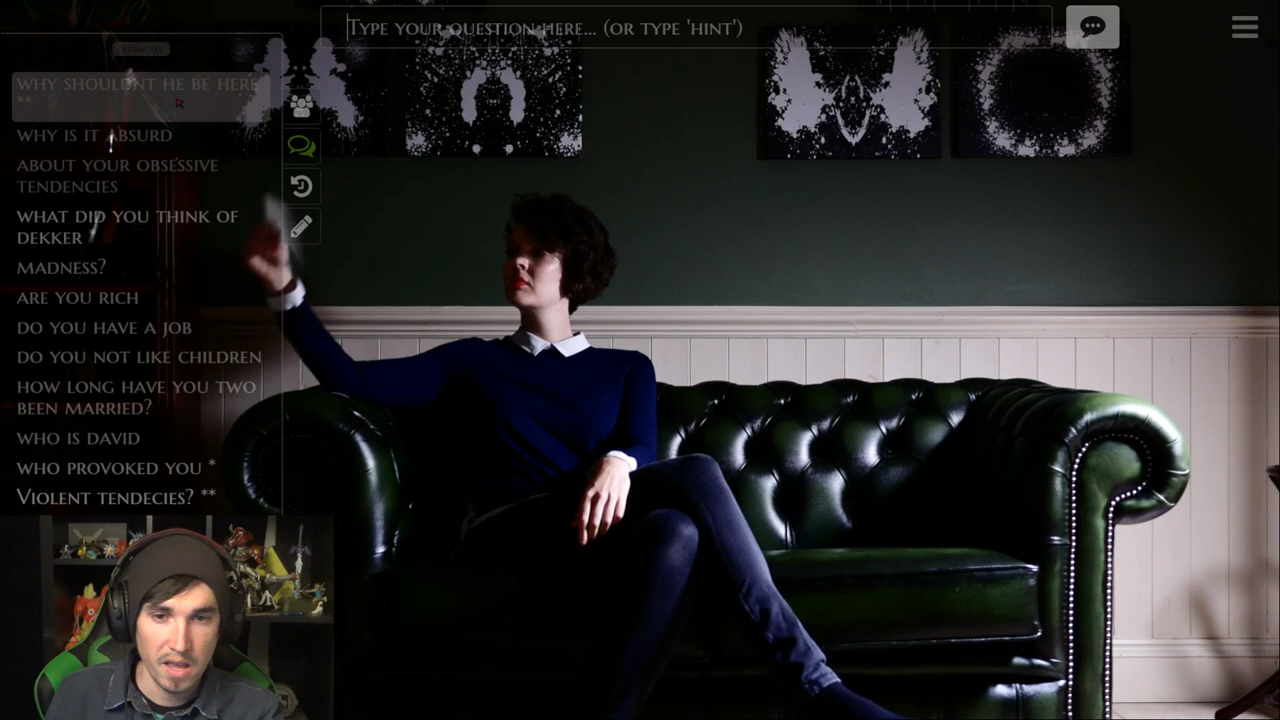 Type your question here... (or type 'hint')
SHOW ALL
WHY SHOULDN'T HE BE HERE
**
WHY IS IT ABSURD
ABOUT YOUR OBSESSIVE
TENDENCIES
WHAT DID YOU THINK OF
DEKKER *
MADNESS?
ARE YOU RICH
DO YOU HAVE A JOB
DO YOU NOT LIKE CHILDREN
HOW LONG HAVE YOU TWO
BEEN MARRIED?
WHO IS DAVID
WHO PROVOKED YOU *
Violent tendecies? **